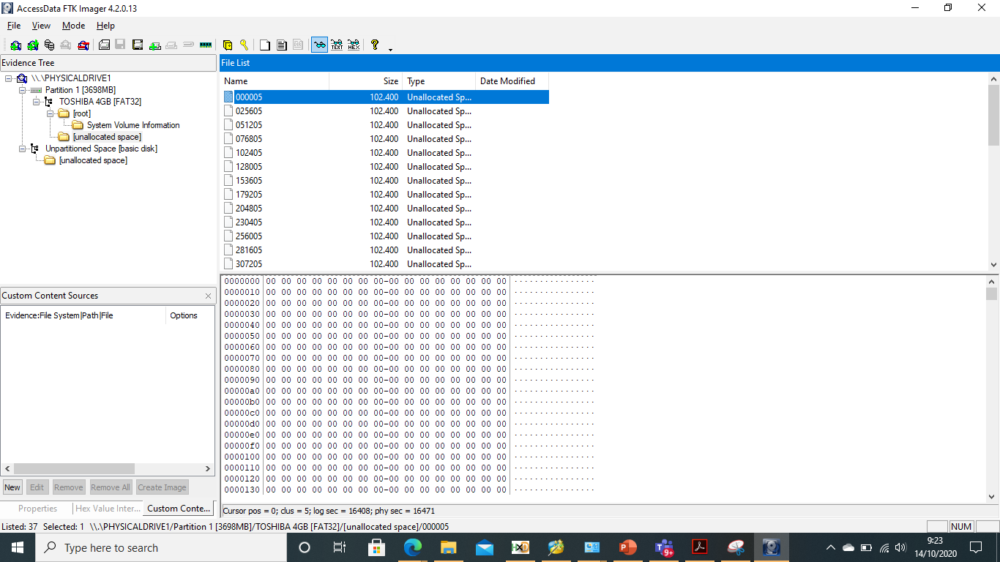 AccessData FTK Imager 4.2.0.13
File View Mode Help
Evidence Tree
\\.\PHYSICALDRIVE1
Partition 1 [3698MB]
TOSHIBA 4GB [FAT32]
[root]
System Volume Information
[unallocated space]
Unpartitioned Space [basic disk]
[unallocated space]
File List
Name Size Type Date Modified
000005 102.400 Unallocated Sp...
025605 102.400 Unallocated Sp...
051205 102.400 Unallocated Sp...
076805 102.400 Unallocated Sp...
102405 102.400 Unallocated Sp...
128005 102.400 Unallocated Sp...
153605 102.400 Unallocated Sp...
179205 102.400 Unallocated Sp...
204805 102.400 Unallocated Sp...
230405 102.400 Unallocated Sp...
256005 102.400 Unallocated Sp...
281605 102.400 Unallocated Sp...
307205 102.400 Unallocated Sp...
Custom Content Sources
Evidence:File System|Path|File Options
New Edit Remove Remove All Create Image
Properties Hex Value Inter... Custom Conte...
0000000 00 00 00 00 00 00 00-00 00 00 00 00 00 00 00 00 ················
0000010 00 00 00 00 00 00 00-00 00 00 00 00 00 00 00 00 ················
0000020 00 00 00 00 00 00 00-00 00 00 00 00 00 00 00 00 ················
0000030 00 00 00 00 00 00 00-00 00 00 00 00 00 00 00 00 ················
0000040 00 00 00 00 00 00 00-00 00 00 00 00 00 00 00 00 ················
0000050 00 00 00 00 00 00 00-00 00 00 00 00 00 00 00 00 ················
0000060 00 00 00 00 00 00 00-00 00 00 00 00 00 00 00 00 ················
0000070 00 00 00 00 00 00 00-00 00 00 00 00 00 00 00 00 ················
0000080 00 00 00 00 00 00 00-00 00 00 00 00 00 00 00 00 ················
0000090 00 00 00 00 00 00 00-00 00 00 00 00 00 00 00 00 ················
00000a0 00 00 00 00 00 00 00-00 00 00 00 00 00 00 00 00 ················
00000b0 00 00 00 00 00 00 00-00 00 00 00 00 00 00 00 00 ················
00000c0 00 00 00 00 00 00 00-00 00 00 00 00 00 00 00 00 ················
00000d0 00 00 00 00 00 00 00-00 00 00 00 00 00 00 00 00 ················
00000e0 00 00 00 00 00 00 00-00 00 00 00 00 00 00 00 00 ················
00000f0 00 00 00 00 00 00 00-00 00 00 00 00 00 00 00 00 ················
0000100 00 00 00 00 00 00 00-00 00 00 00 00 00 00 00 00 ················
0000110 00 00 00 00 00 00 00-00 00 00 00 00 00 00 00 00 ················
0000120 00 00 00 00 00 00 00-00 00 00 00 00 00 00 00 00 ················
0000130 00 00 00 00 00 00 00-00 00 00 00 00 00 00 00 00 ················
Cursor pos = 0; clus = 5; log sec = 16408; phy sec = 16471
Listed: 37 Selected: 1 \\.\PHYSICALDRIVE1/Partition 1 [3698MB]/TOSHIBA 4GB [FAT32]/[unallocated space]/000005
NUM
Type here to search
9+
9:23
14/10/2020